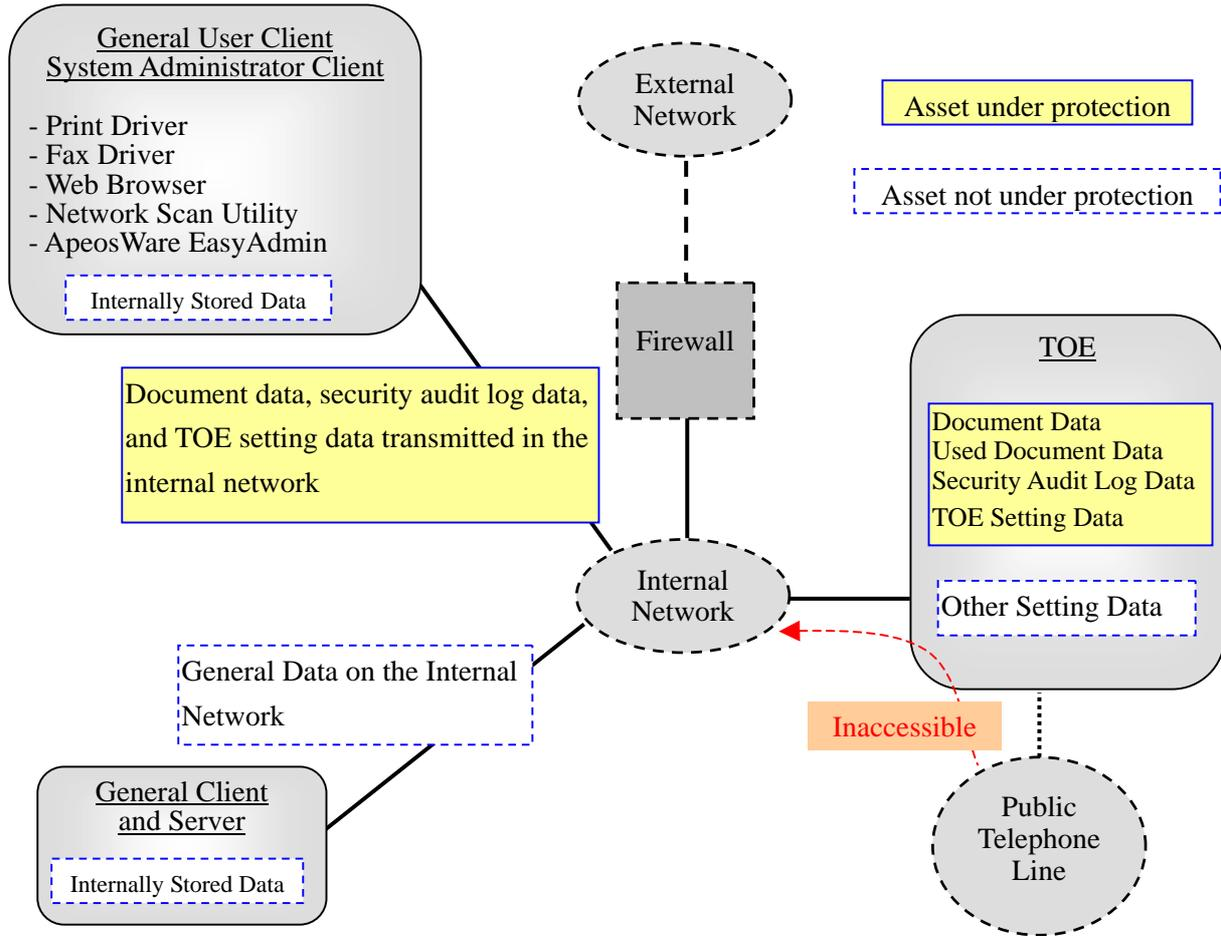 General User Client
System Administrator Client
- Print Driver
- Fax Driver
- Web Browser
- Network Scan Utility
- ApeosWare EasyAdmin
Internally Stored Data
External
Network
Asset under protection
Asset not under protection
Firewall
Document data, security audit log data,
and TOE setting data transmitted in the
internal network
TOE
Document Data
Used Document Data
Security Audit Log Data
TOE Setting Data
Other Setting Data
Internal
Network
General Data on the Internal
Network
Inaccessible
General Client
and Server
Internally Stored Data
Public
Telephone
Line